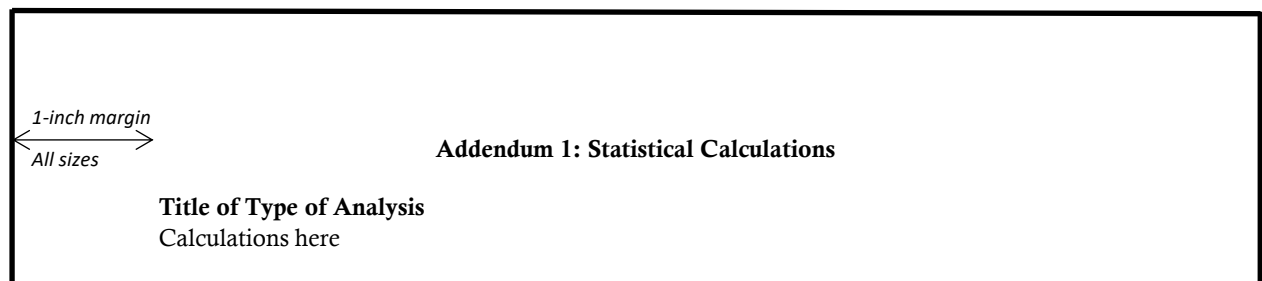 1-inch margin
All sizes
Addendum 1: Statistical Calculations
Title of Type of Analysis
Calculations here